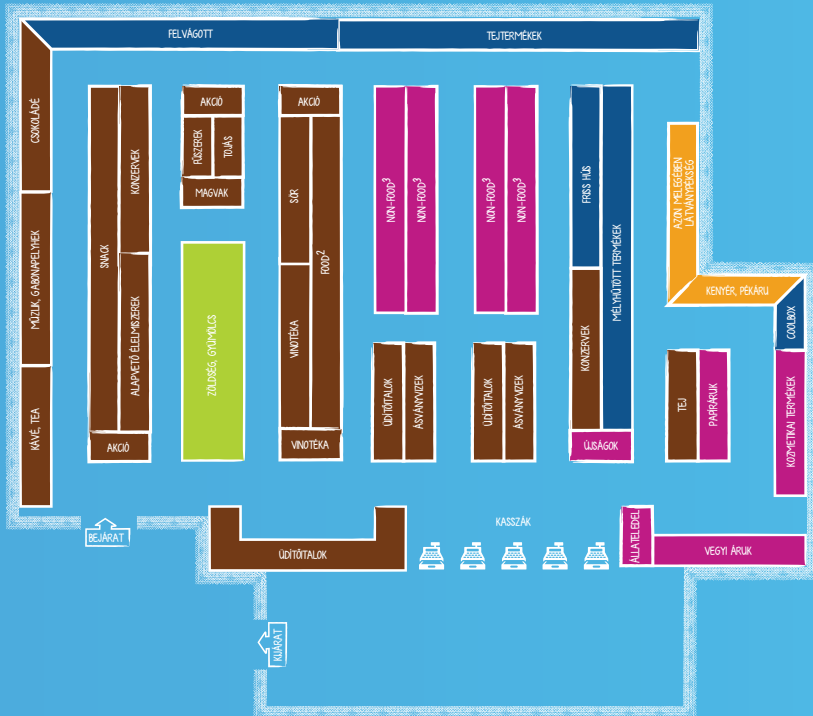 FELVÁGOTT
TEJTERMÉKEK
CSOKOLÁDÉ
MŰZLIK, GABONAPELYHEK
KÁVÉ, TEA
SNACK
KONZERVEK
ALAPVETŐ ÉLELMISZEREK
AKCIÓ
AKCIÓ
FŰSZEREK
TOJÁS
MAGVAK
ZÖLDSÉG, GYÜMÖLCS
AKCIÓ
SÖR
FOOD²
VINOTÉKA
VINOTÉKA
NON-FOOD³
NON-FOOD³
NON-FOOD³
NON-FOOD³
ÜDÍTŐITALOK
ÁSVÁNYVIZEK
ÜDÍTŐITALOK
ÁSVÁNYVIZEK
FRISS HÚS
MÉLYHŰTÖTT TERMÉKEK
KONZERVEK
ÚJSÁGOK
AZON MELEGÉBEN
LÁTVÁNYPÉKSÉG
KENYÉR, PÉKÁRU
COOLBOX
TEJ
PAPÍRÁRUK
KOZMETIKAI TERMÉKEK
BEJÁRAT
ÜDÍTŐITALOK
KASSZÁK
ÁLLATELEDEL
VEGYI ÁRUK
KIJÁRAT